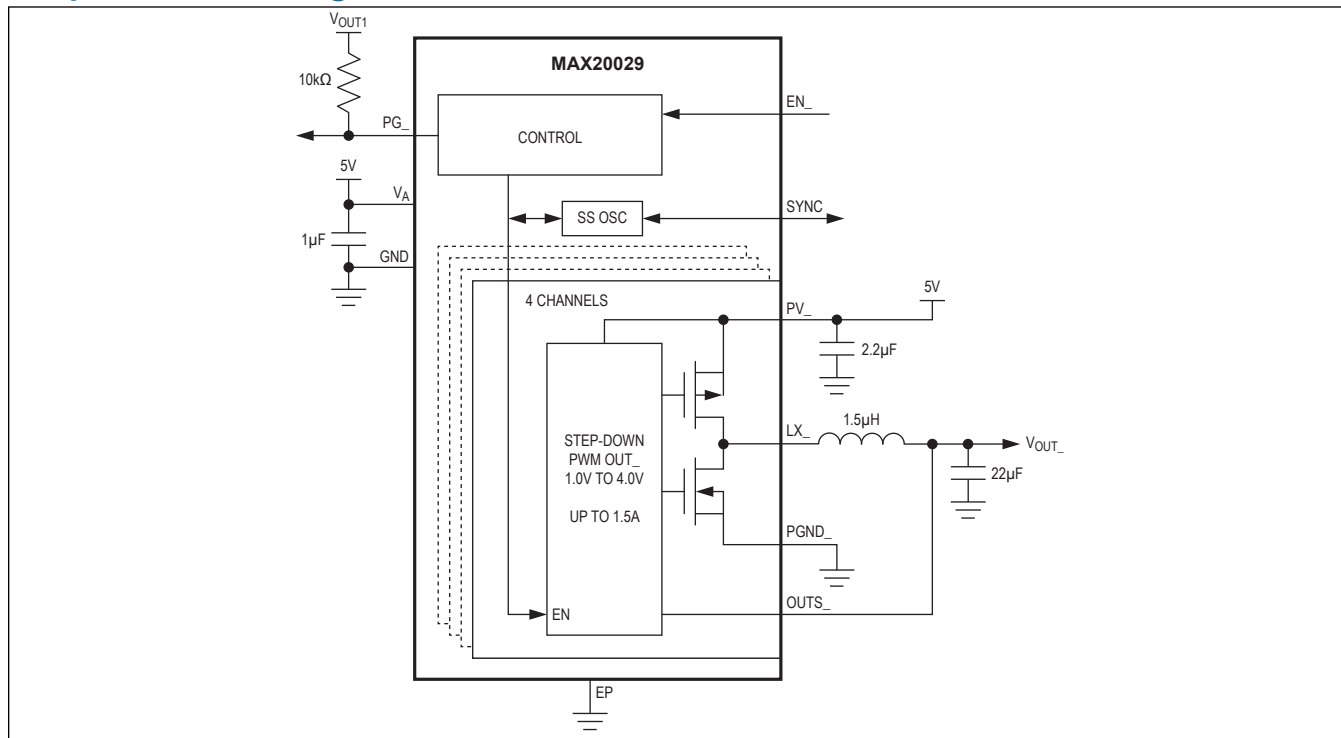 VOUT1
MAX20029
10kΩ
EN_
PG_
CONTROL
5V
VA
SYNC
SS OSC
1µF
GND
5V
4 CHANNELS
PV_
2.2µF
1.5µH
LX_
VOUT_
STEP-DOWN
PWM OUT_
1.0V TO 4.0V
22µF
UP TO 1.5A
PGND_
OUTS_
EN
EP